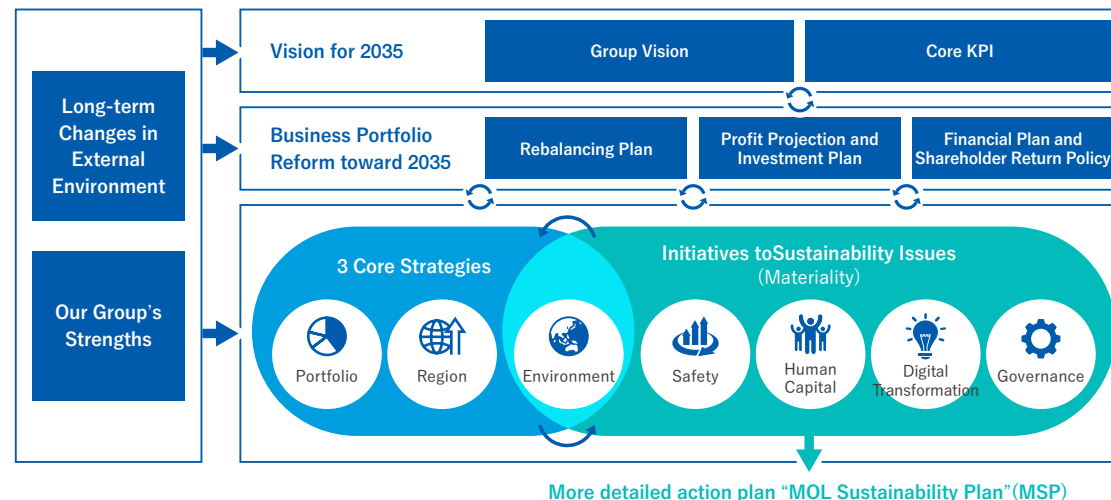 Long-term
Changes in
External
Environment
Our Group's
Strengths
Vision for 2035
Group Vision
Core KPI
Business Portfolio
Reform toward 2035
Rebalancing Plan
Profit Projection and
Investment Plan
Financial Plan and
Shareholder Return Policy
3 Core Strategies
Initiatives toSustainability Issues
(Materiality)
Portfolio
Region
Environment
Safety
Human
Capital
Digital
Transformation
Governance
More detailed action plan “MOL Sustainability Plan”(MSP)